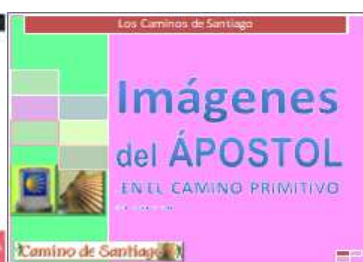 Los Caminos de Santiago
Imágenes
del ÁPOSTOL
EN EL CAMINO PRIMITIVO
Camino de Santiago